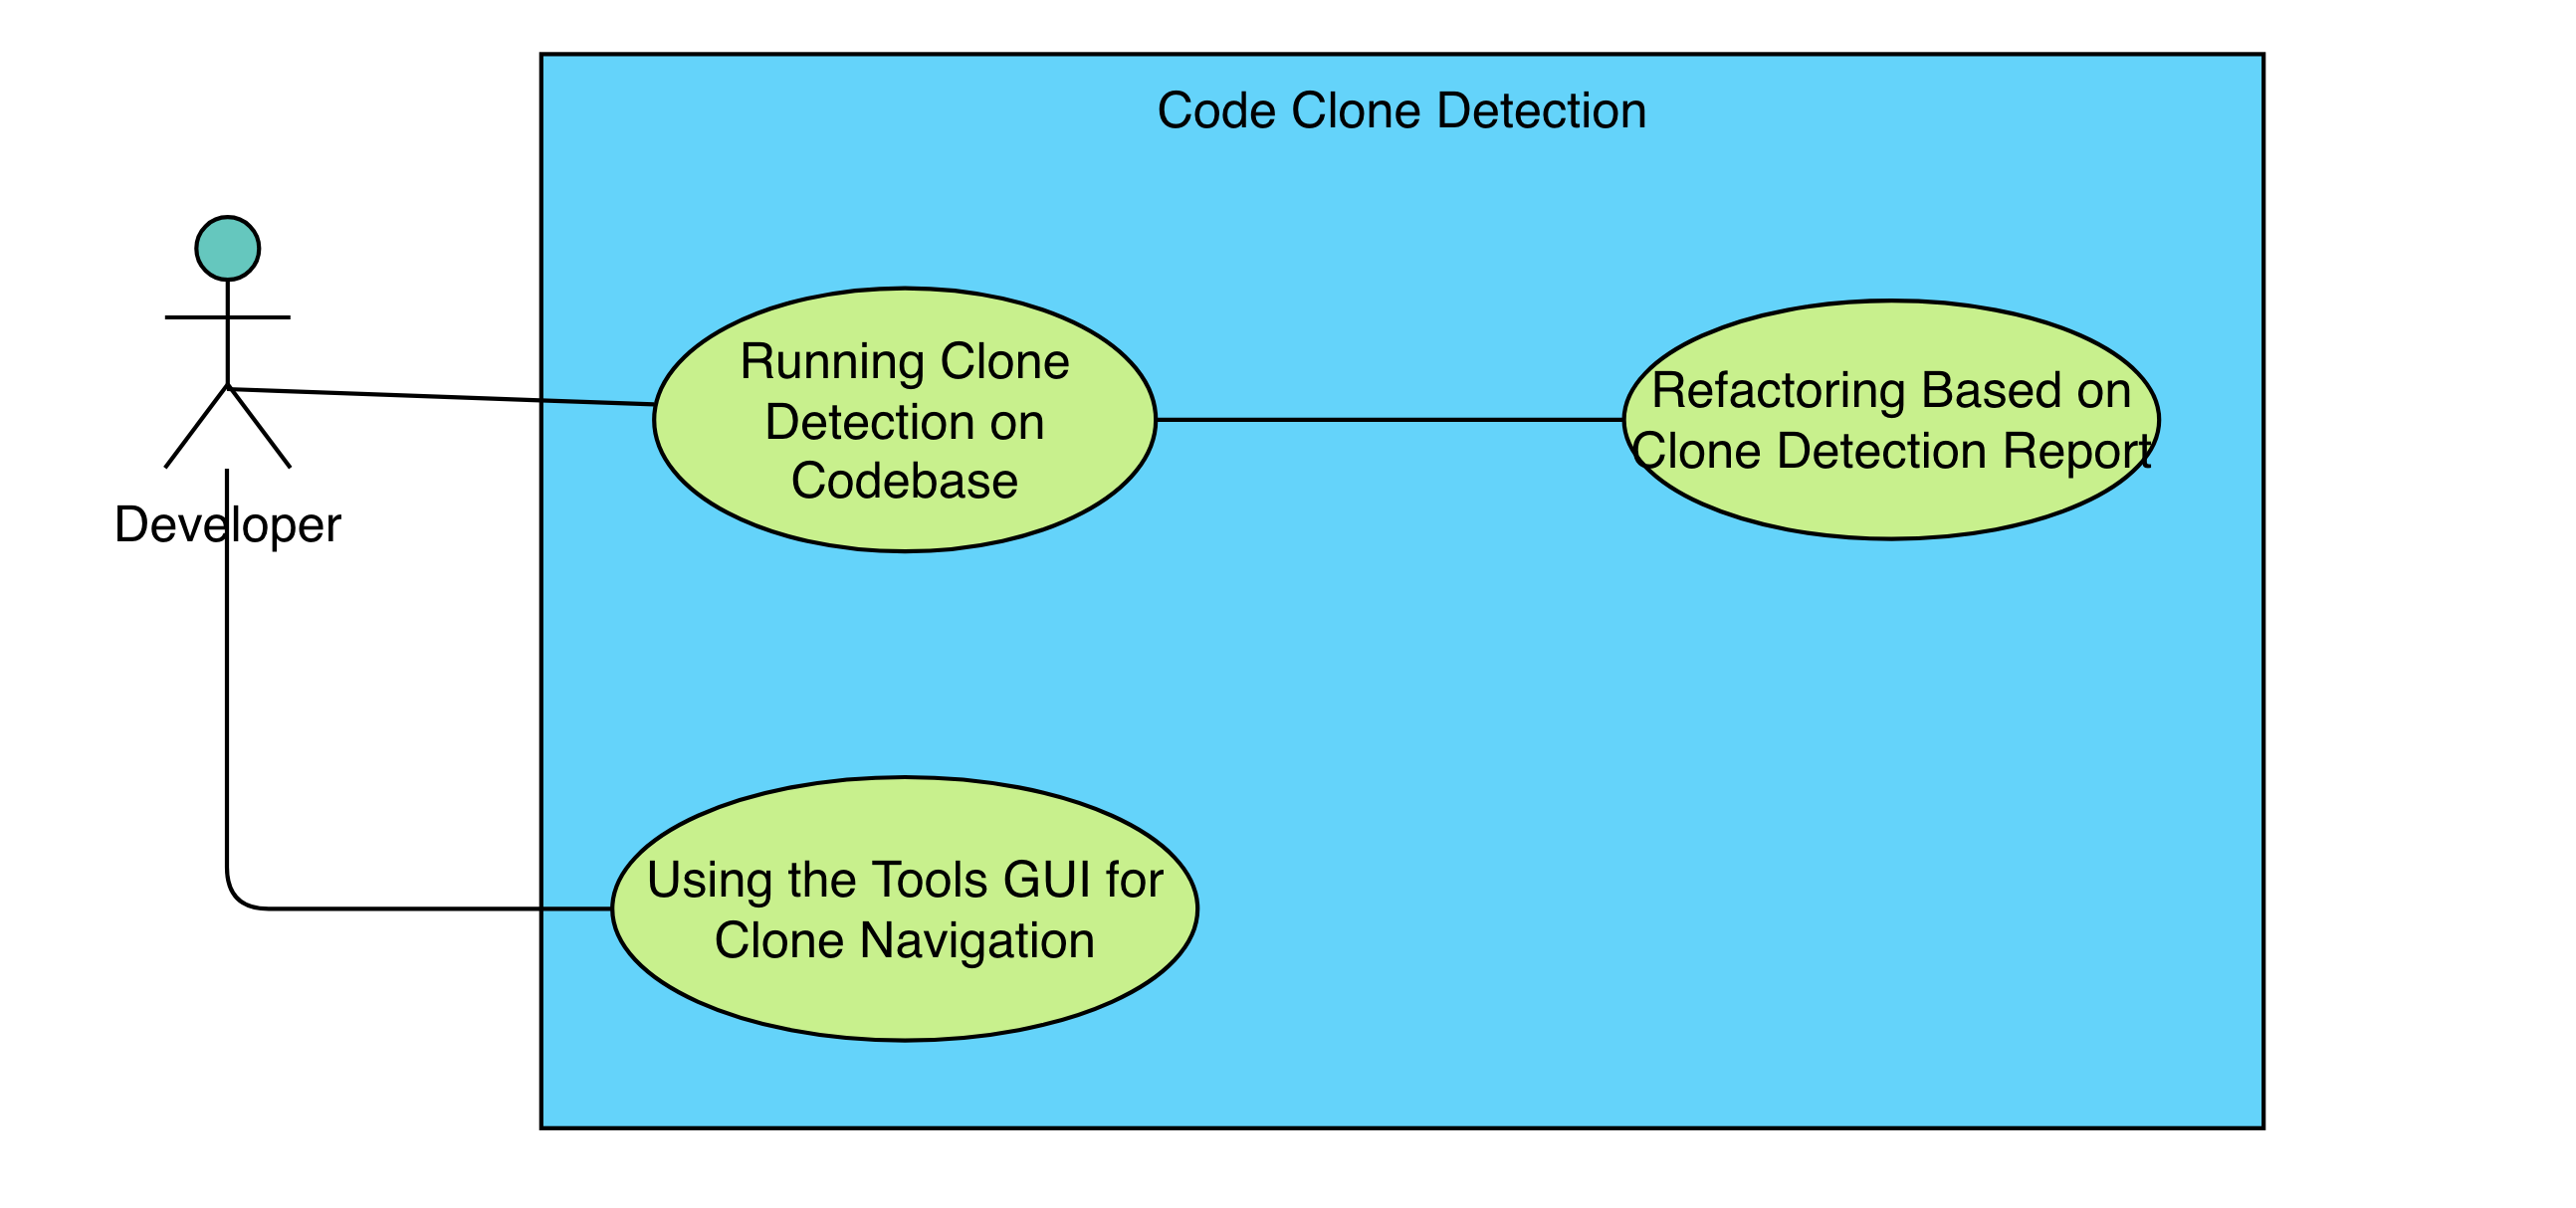 Code Clone Detection
Running Clone
Detection on
Codebase
Refactoring Based on
Clone Detection Report
Developer
Using the Tools GUI for
Clone Navigation